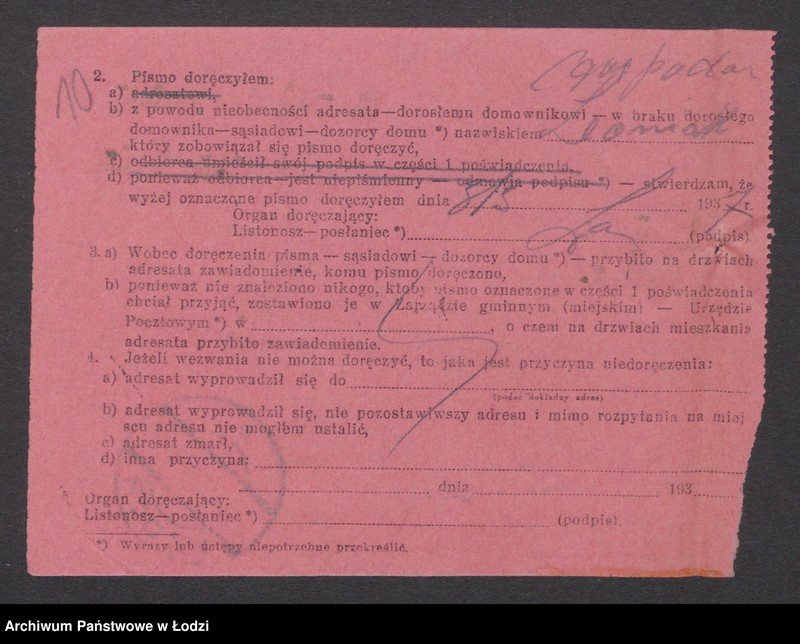 10
2. Pismo doręczyłem:
a) adresatowi,
b) z powodu nieobecności adresata—dorosłemu domownikowi — w braku dorosłego
domownika—sąsiadowi—dozorcy domu *) nazwiskiem
który zobowiązał się pismo doręczyć,
c) odbiorca umieścił swój podpis w części 1 poświadczenia,
d) ponieważ odbiorca—jest niepiśmienny — odmawia podpisu *) — stwierdzam, że
wyżej oznaczone pismo doręczyłem dnia 8/3 1937 r.
Organ doręczający:
Listonosz—posłaniec *) (podpis)
3. a) Wobec doręczenia pisma — sąsiadowi — dozorcy domu *) — przybito na drzwiach
adresata zawiadomienie, komu pismo doręczono,
b) ponieważ nie znaleziono nikogo, ktoby pismo oznaczone w części 1 poświadczenia
chciał przyjąć, zostawiono je w Zarządzie gminnym (miejskim) — Urzędzie
Pocztowym *) w , o czem na drzwiach mieszkania
adresata przybito zawiadomienie.
4. Jeżeli wezwania nie można doręczyć, to jaka jest przyczyna niedoręczenia:
a) adresat wyprowadził się do
(podać dokładny adres)
b) adresat wyprowadził się, nie pozostawiwszy adresu i mimo rozpytania na miej
scu adresu nie mogłem ustalić,
c) adresat zmarł,
d) inna przyczyna:
dnia 193
Organ doręczający:
Listonosz—posłaniec *) (podpis).
*) Wyrazy lub ustępy niepotrzebne przekreślić.
Archiwum Państwowe w Łodzi